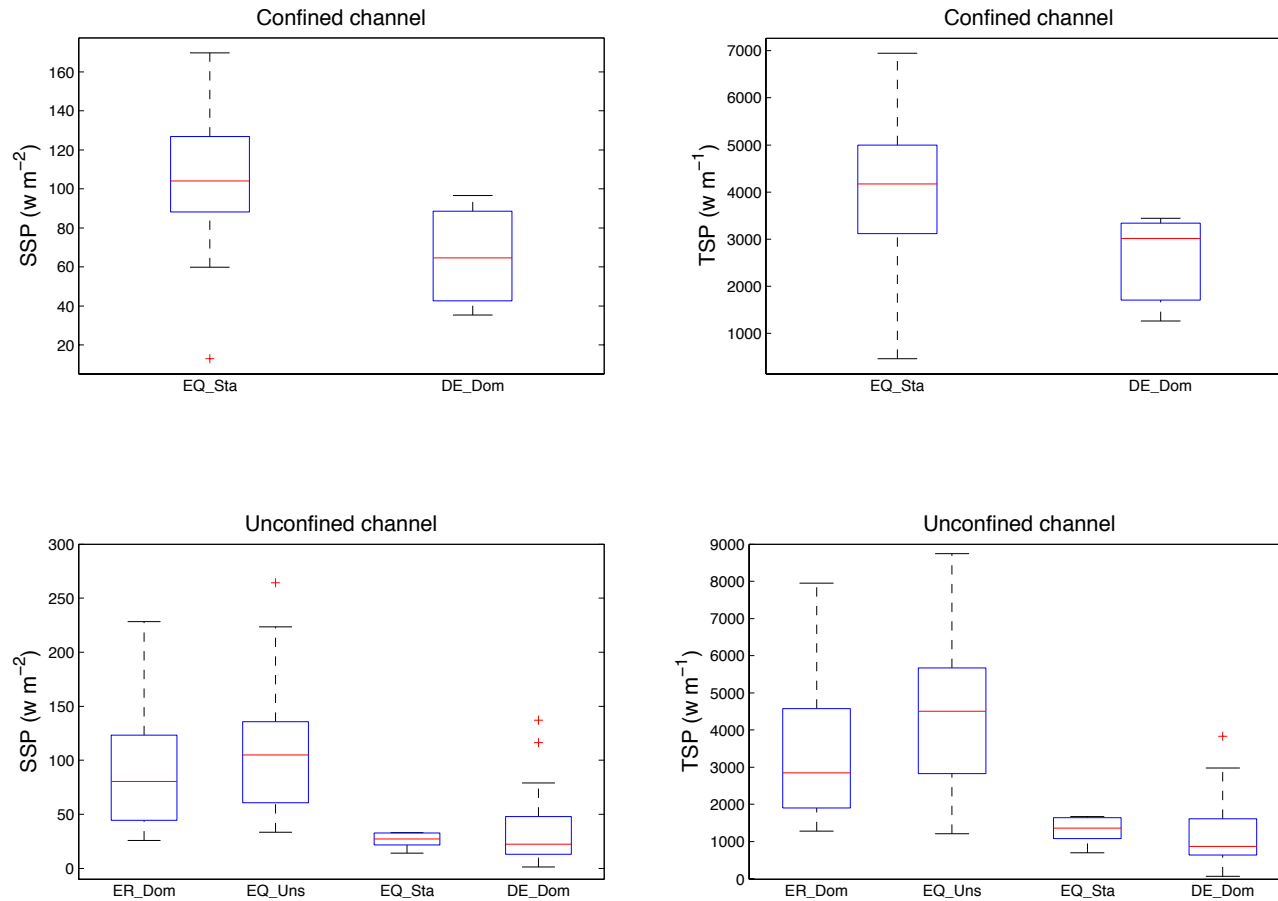 Confined channel
SSP (w m−2)
160
140
120
100
80
60
40
20
EQ_Sta DE_Dom
Confined channel
TSP (w m−1)
7000
6000
5000
4000
3000
2000
1000
EQ_Sta DE_Dom
Unconfined channel
SSP (w m−2)
300
250
200
150
100
50
0
ER_Dom EQ_Uns EQ_Sta DE_Dom
Unconfined channel
TSP (w m−1)
9000
8000
7000
6000
5000
4000
3000
2000
1000
0
ER_Dom EQ_Uns EQ_Sta DE_Dom